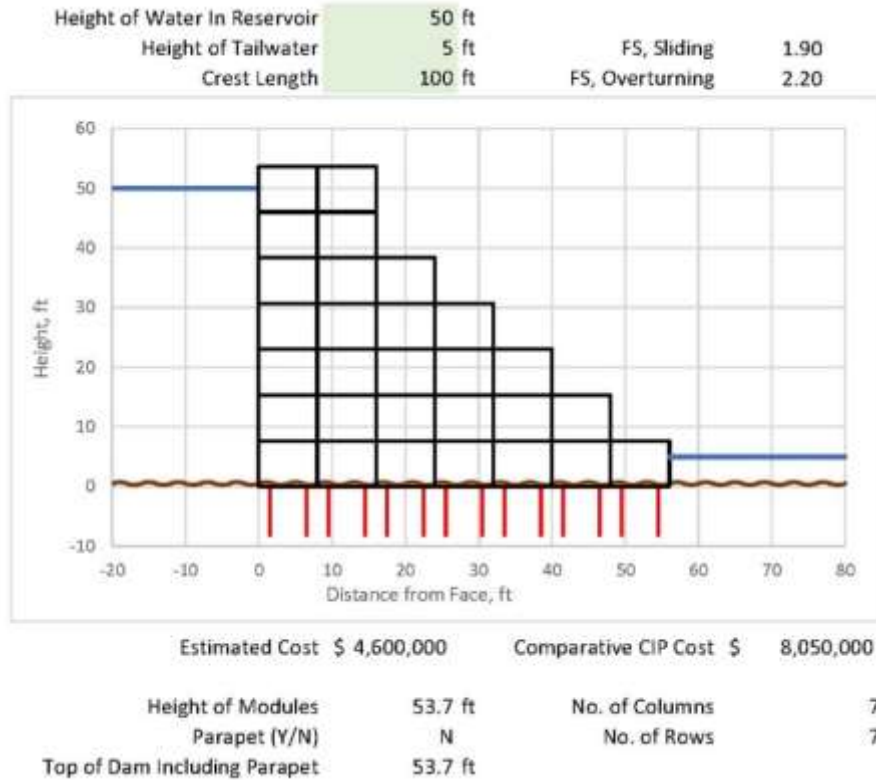 Height of Water In Reservoir 50 ft
Height of Tailwater 5 ft FS, Sliding 1.90
Crest Length 100 ft FS, Overturning 2.20
60
50
40
30
20
10
0
-10
Height, ft
-20 -10 0 10 20 30 40 50 60 70 80
Distance from Face, ft
Estimated Cost $ 4,600,000 Comparative CIP Cost $ 8,050,000
Height of Modules 53.7 ft No. of Columns 7
Parapet (Y/N) N No. of Rows 7
Top of Dam Including Parapet 53.7 ft